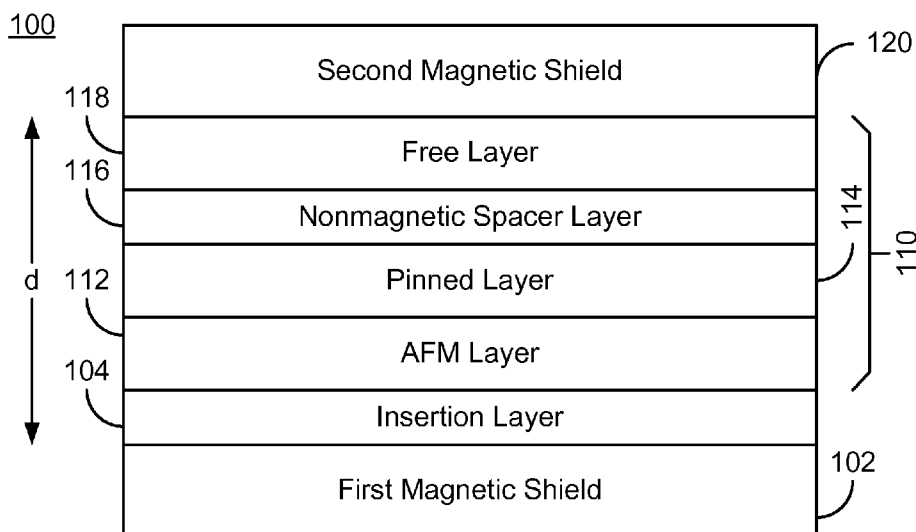 100
Second Magnetic Shield
120
118
Free Layer
116
Nonmagnetic Spacer Layer
114
110
d
112
Pinned Layer
AFM Layer
104
Insertion Layer
First Magnetic Shield
102